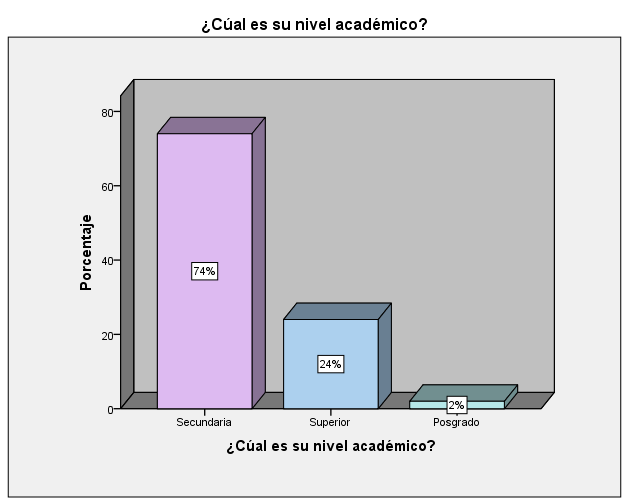 ¿Cúal es su nivel académico?
Porcentaje
80
60
40
20
0
74%
24%
2%
Secundaria Superior Posgrado
¿Cúal es su nivel académico?